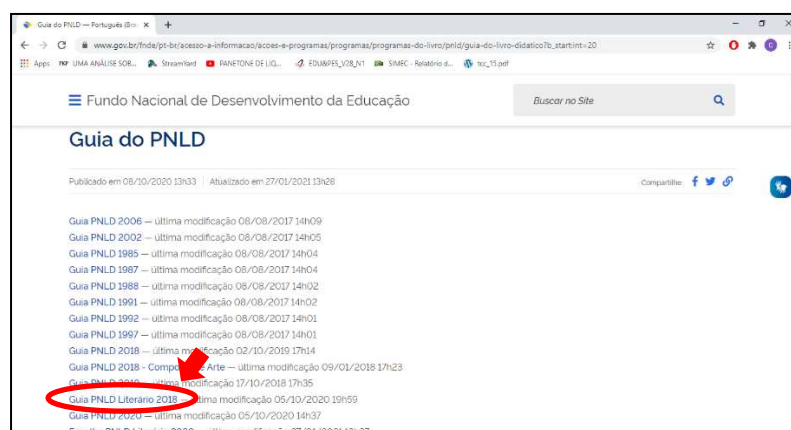 Guia do PNLD — Português (Bra
www.gov.br/fnde/pt-br/acesso-a-informacao/acoes-e-programas/programas/programas-do-livro/pnld/guia-do-livro-didatico?b_start:int=20
Apps UMA ANÁLISE SOB... StreamYard PANETONE DE LIQ... EDU&PES_V28_N1 SIMEC - Relatório d... tcc_15.pdf
Fundo Nacional de Desenvolvimento da Educação
Buscar no Site
Guia do PNLD
Publicado em 08/10/2020 13h33 Atualizado em 27/01/2021 13h28
Compartilhe:
Guia PNLD 2006 — última modificação 08/08/2017 14h09
Guia PNLD 2002 — última modificação 08/08/2017 14h05
Guia PNLD 1985 — última modificação 08/08/2017 14h04
Guia PNLD 1987 — última modificação 08/08/2017 14h04
Guia PNLD 1988 — última modificação 08/08/2017 14h02
Guia PNLD 1991 — última modificação 08/08/2017 14h02
Guia PNLD 1992 — última modificação 08/08/2017 14h01
Guia PNLD 1997 — última modificação 08/08/2017 14h01
Guia PNLD 2018 — última modificação 02/10/2019 17h14
Guia PNLD 2018 - Compo Arte — última modificação 09/01/2018 17h23
Guia PNLD 2019 — última modificação 17/10/2018 17h35
Guia PNLD Literário 2018 — última modificação 05/10/2020 19h59
Guia PNLD 2020 — última modificação 05/10/2020 14h37